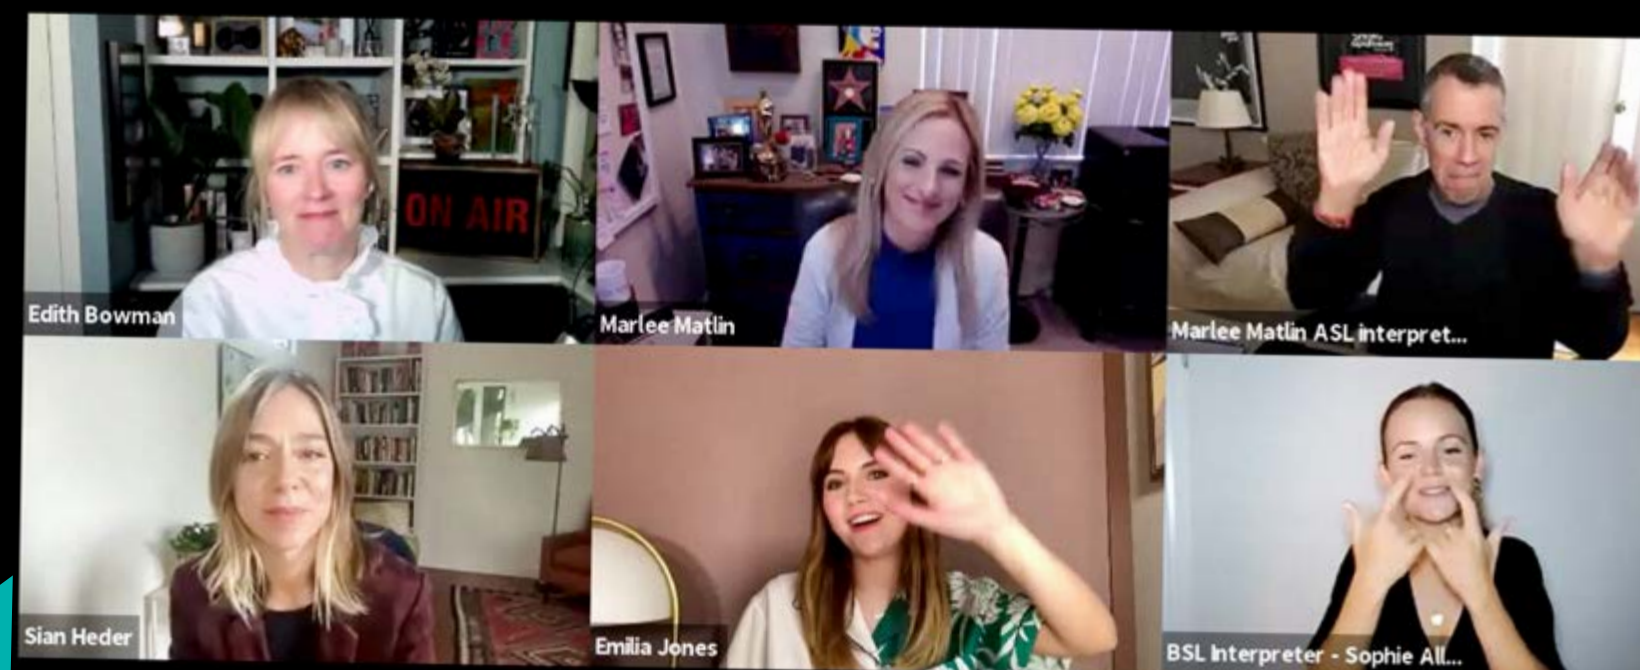 ON AIR
Edith Bowman
Marlee Matlin
Marlee Matlin ASL interpret...
Sian Heder
Emilia Jones
BSL Interpreter - Sophie All...